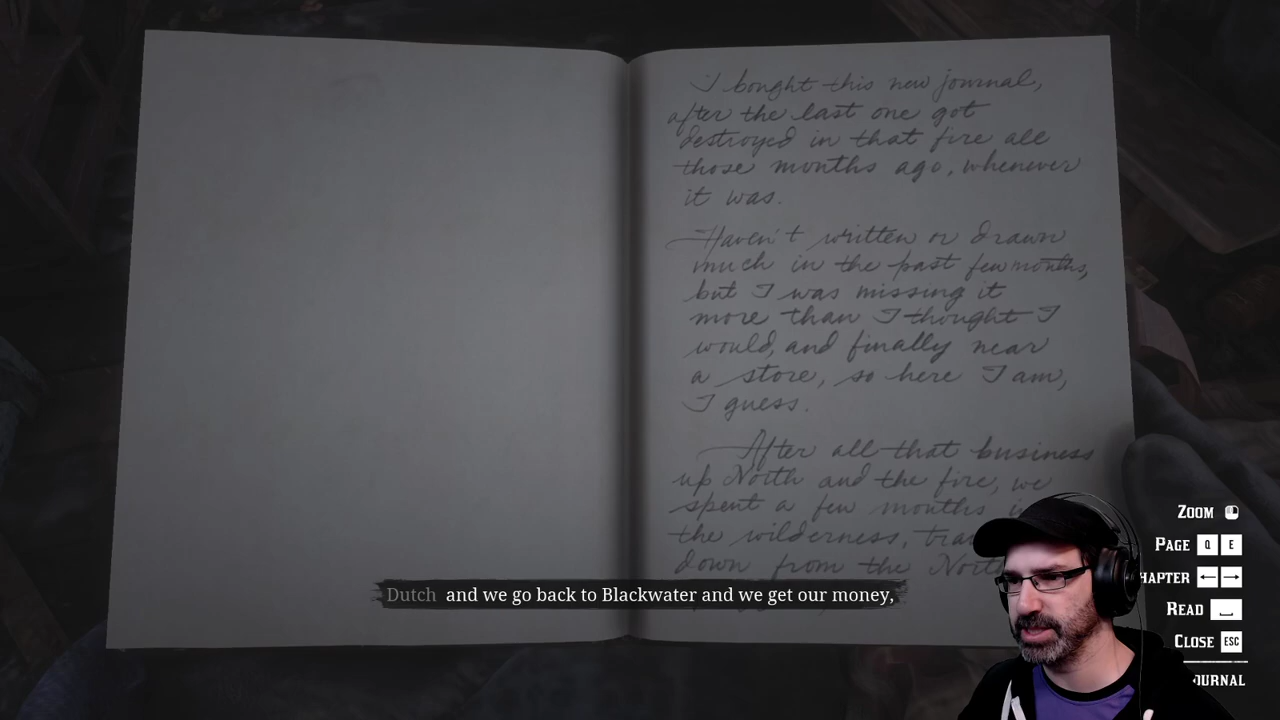 I bought this new journal,
after the last one got
destroyed in that fire all
those months ago, whenever
it was.
Haven't written or drawn
much in the past few months,
but I was missing it
more than I thought I
would, and finally near
a store, so here I am,
I guess.
After all that business
up North and the fire, we
spent a few months
the wilderness,
down from the North
Dutch and we go back to Blackwater and we get our money,
ZOOM
PAGE Q E
HAPTER ← →
READ
CLOSE ESC
OURNAL